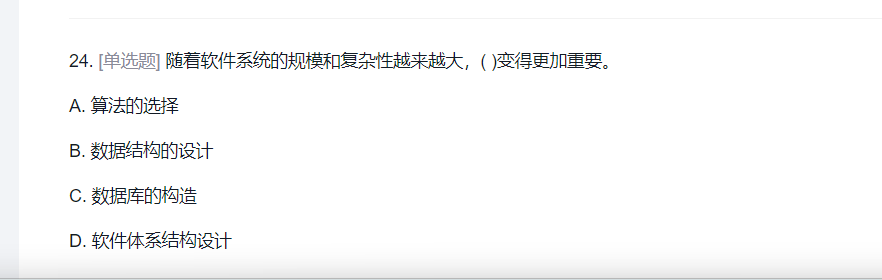 24. [单选题] 随着软件系统的规模和复杂性越来越大，( )变得更加重要。
A. 算法的选择
B. 数据结构的设计
C. 数据库的构造
D. 软件体系结构设计